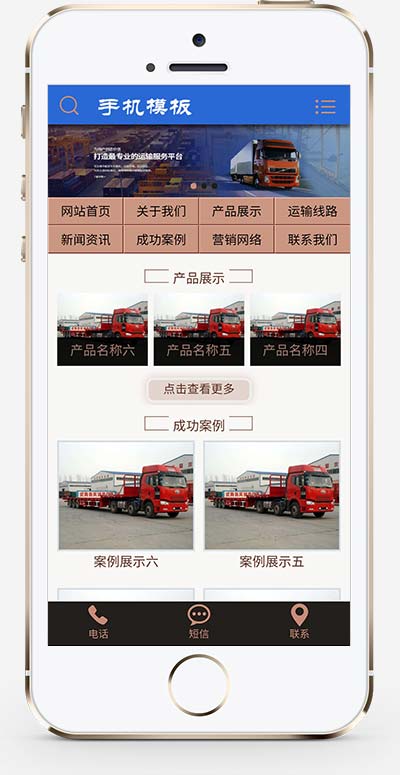 手机模板
打造最专业的运输服务平台
网站首页 关于我们 产品展示 运输线路
新闻资讯 成功案例 营销网络 联系我们
产品展示
产品名称六 产品名称五 产品名称四
点击查看更多
成功案例
案例展示六 案例展示五
电话 短信 联系